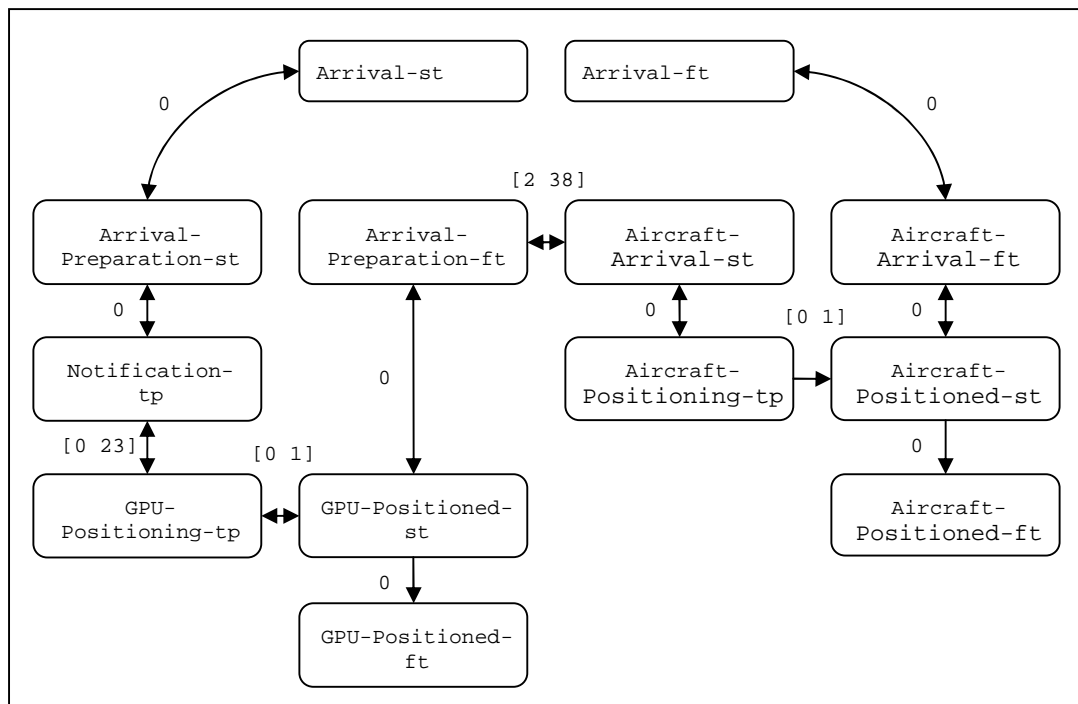 Arrival-st
Arrival-ft
0
0
[2 38]
Arrival-
Preparation-st
Arrival-
Preparation-ft
Aircraft-
Arrival-st
Aircraft-
Arrival-ft
0
0
[0 1]
0
Notification-
tp
0
Aircraft-
Positioning-tp
Aircraft-
Positioned-st
[0 23]
[0 1]
0
GPU-
Positioning-tp
GPU-Positioned-
st
Aircraft-
Positioned-ft
0
GPU-Positioned-
ft